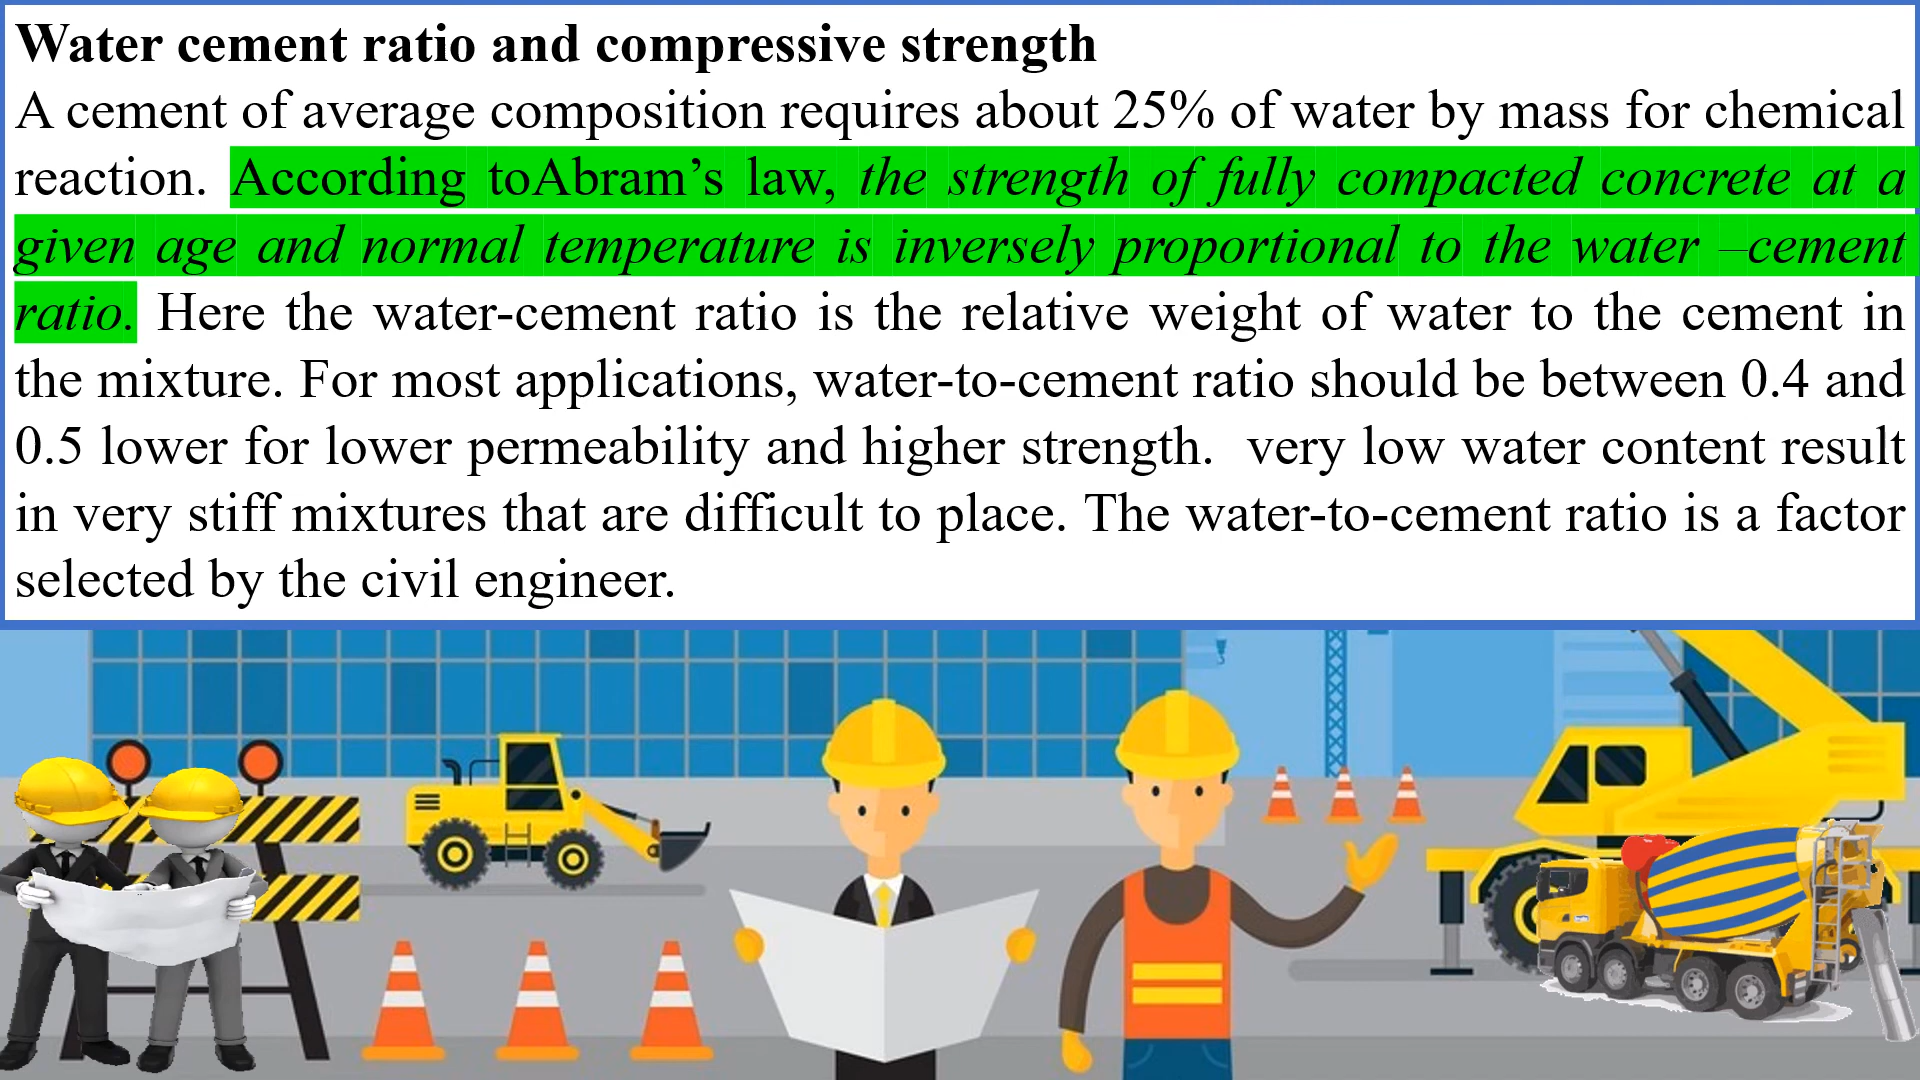 Water cement ratio and compressive strength
A cement of average composition requires about 25% of water by mass for chemical
reaction. According toAbram’s law, the strength of fully compacted concrete at a
given age and normal temperature is inversely proportional to the water –cement
ratio. Here the water-cement ratio is the relative weight of water to the cement in
the mixture. For most applications, water-to-cement ratio should be between 0.4 and
0.5 lower for lower permeability and higher strength.  very low water content result
in very stiff mixtures that are difficult to place. The water-to-cement ratio is a factor
selected by the civil engineer.